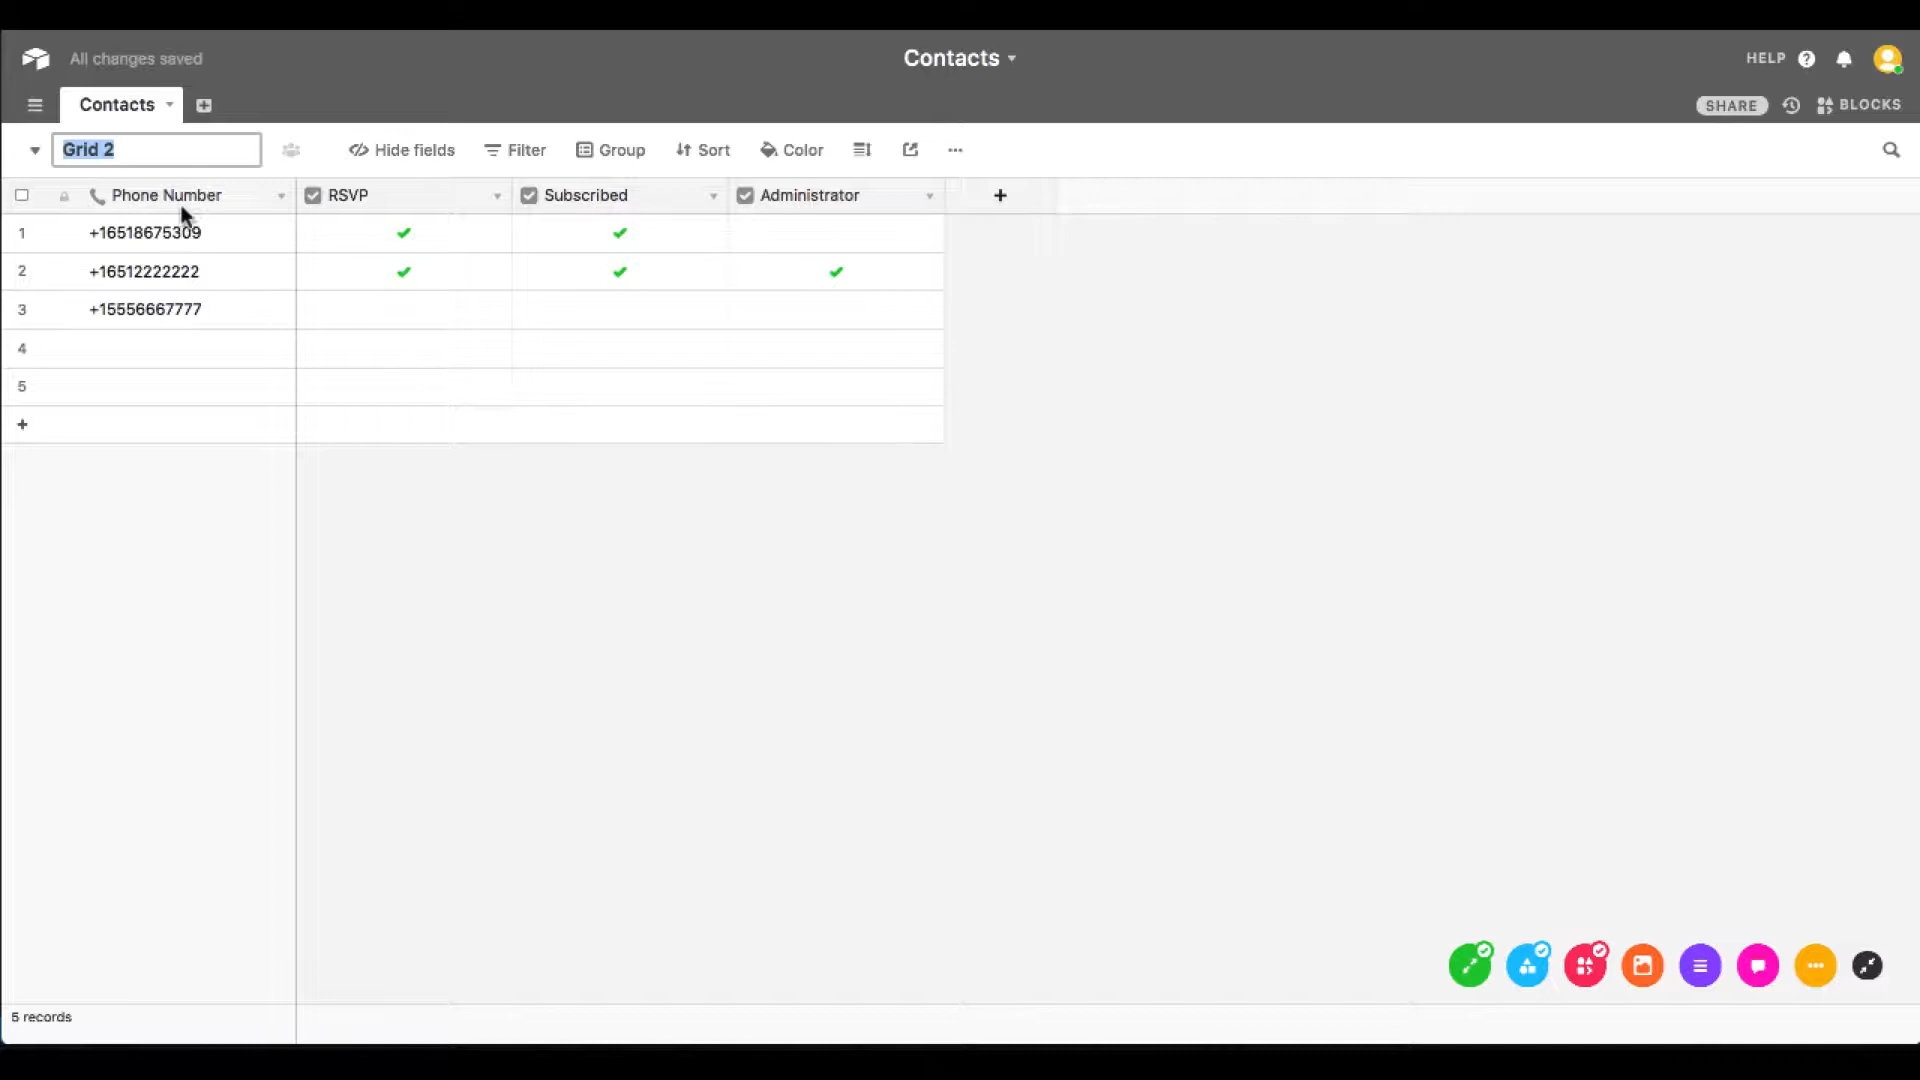 All changes saved
Contacts
HELP
Contacts
SHARE
BLOCKS
Grid 2
Hide fields
Filter
Group
Sort
Color
Phone Number
RSVP
Subscribed
Administrator
1
+16518675309
2
+16512222222
3
+15556667777
4
5
5 records